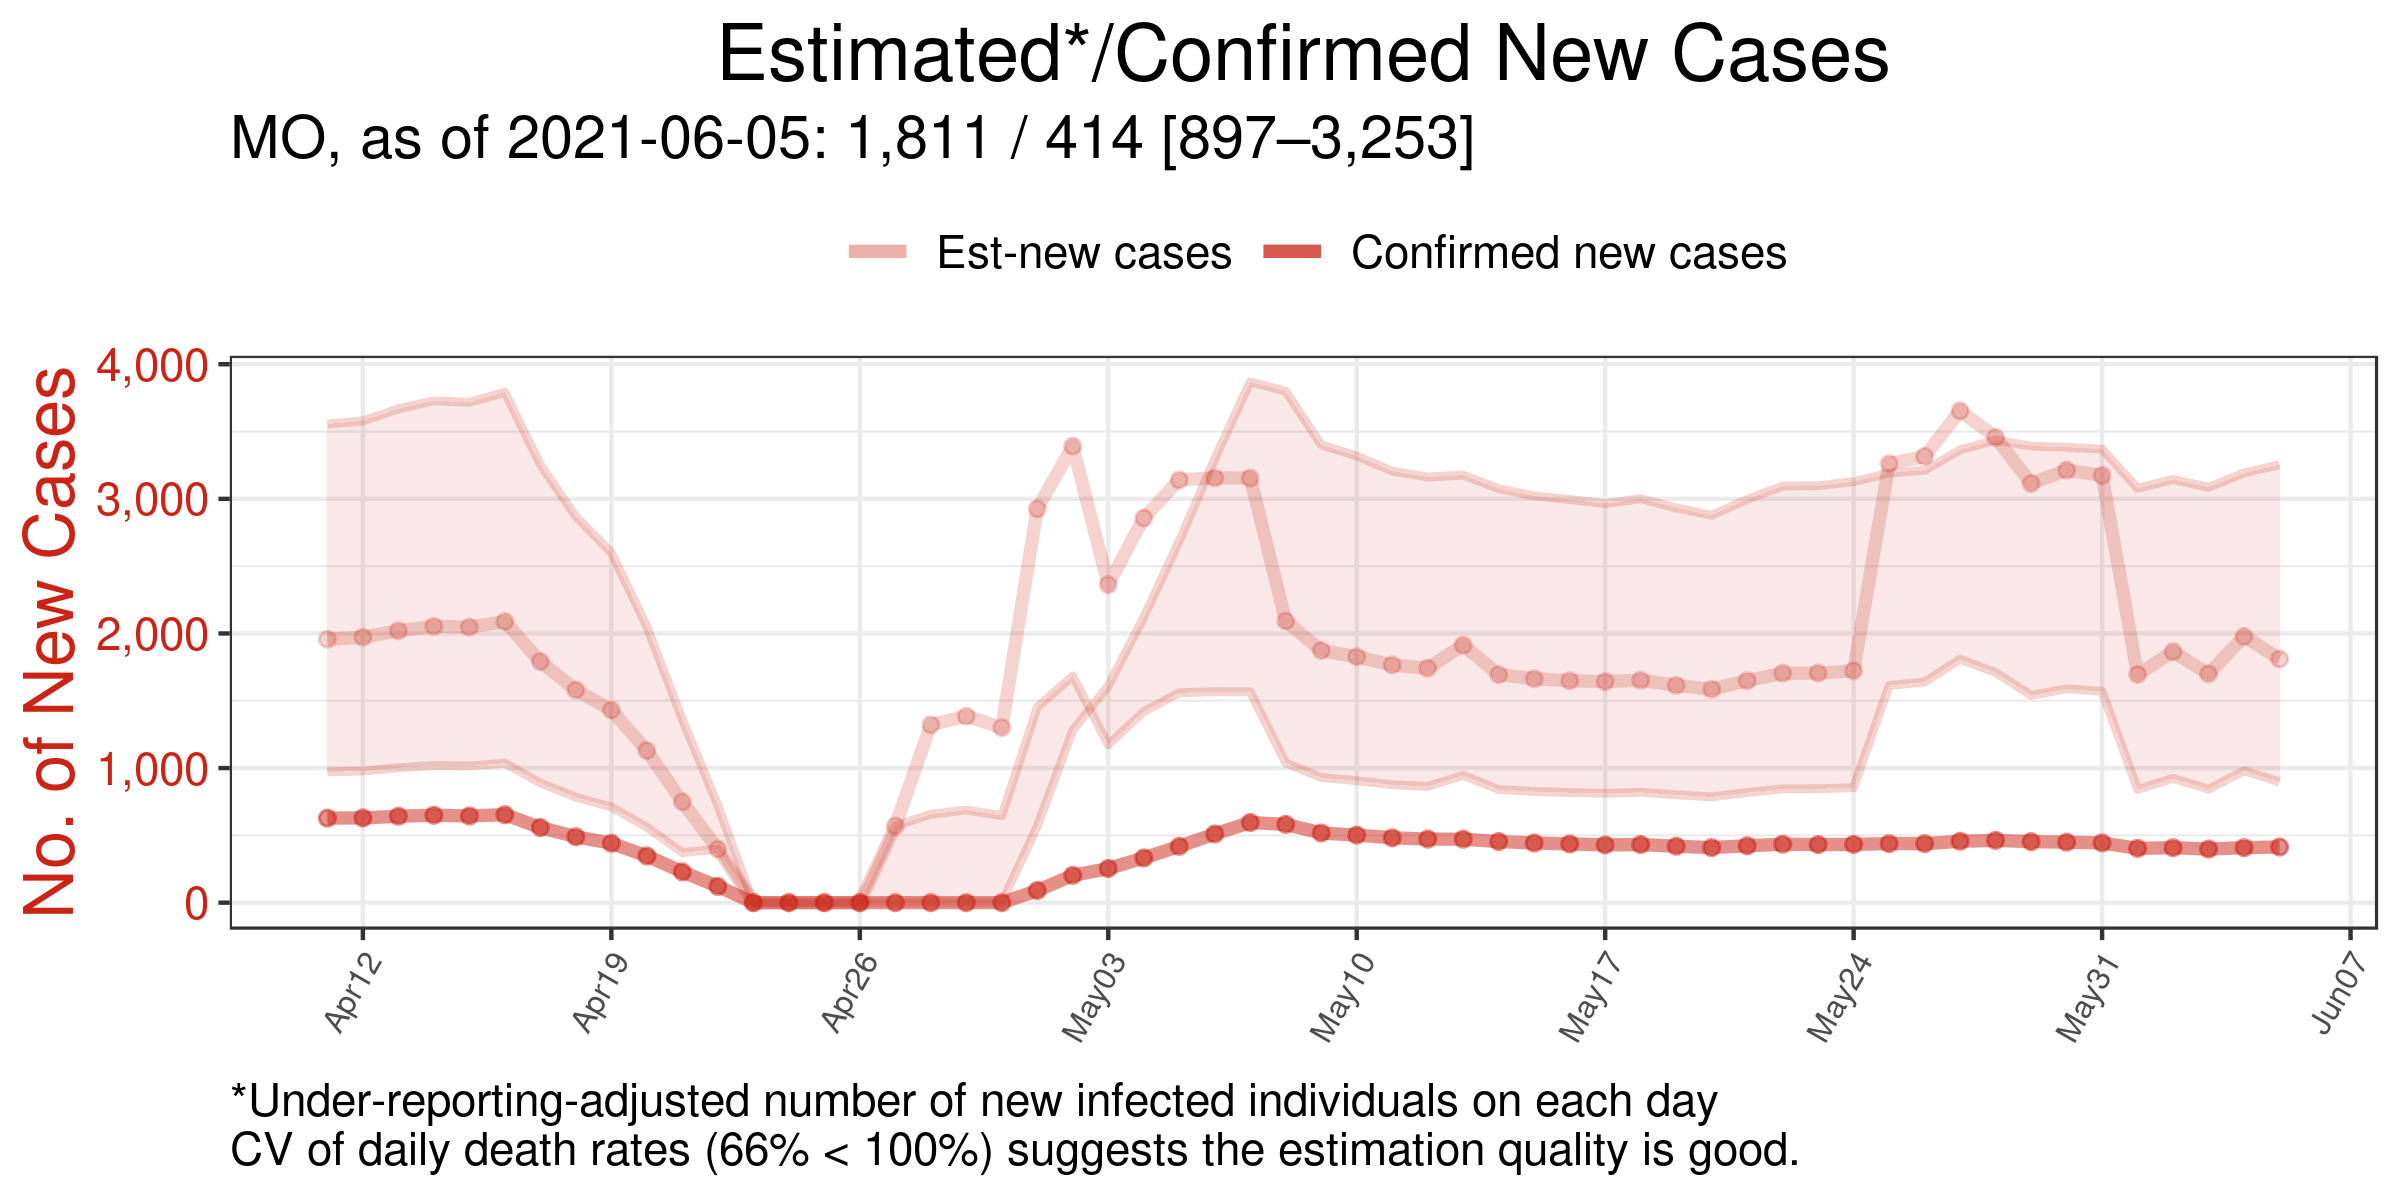 Estimated*/Confirmed New Cases
MO, as of 2021-06-05: 1,811 / 414 [897–3,253]
Est-new cases
Confirmed new cases
No. of New Cases
4,000
3,000
2,000
1,000
0
Apr12
Apr19
Apr26
May03
May10
May17
May24
May31
Jun07
*Under-reporting-adjusted number of new infected individuals on each day
CV of daily death rates (66% < 100%) suggests the estimation quality is good.